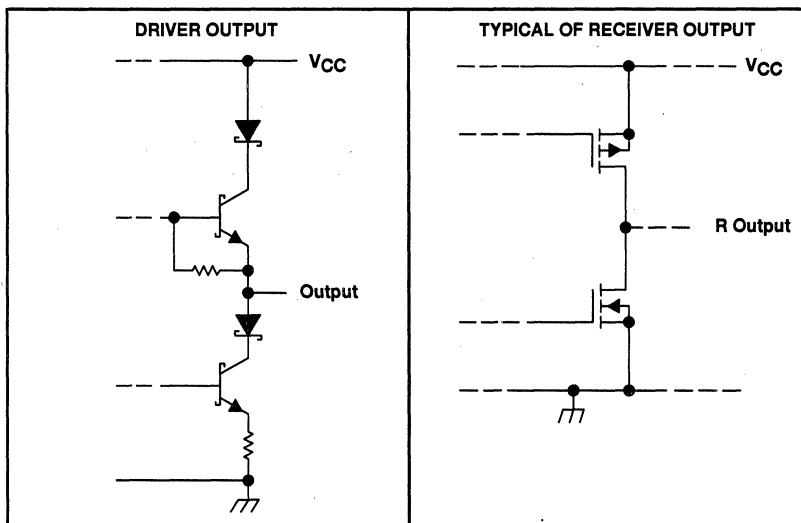 DRIVER OUTPUT
VCC
Output
TYPICAL OF RECEIVER OUTPUT
VCC
R Output